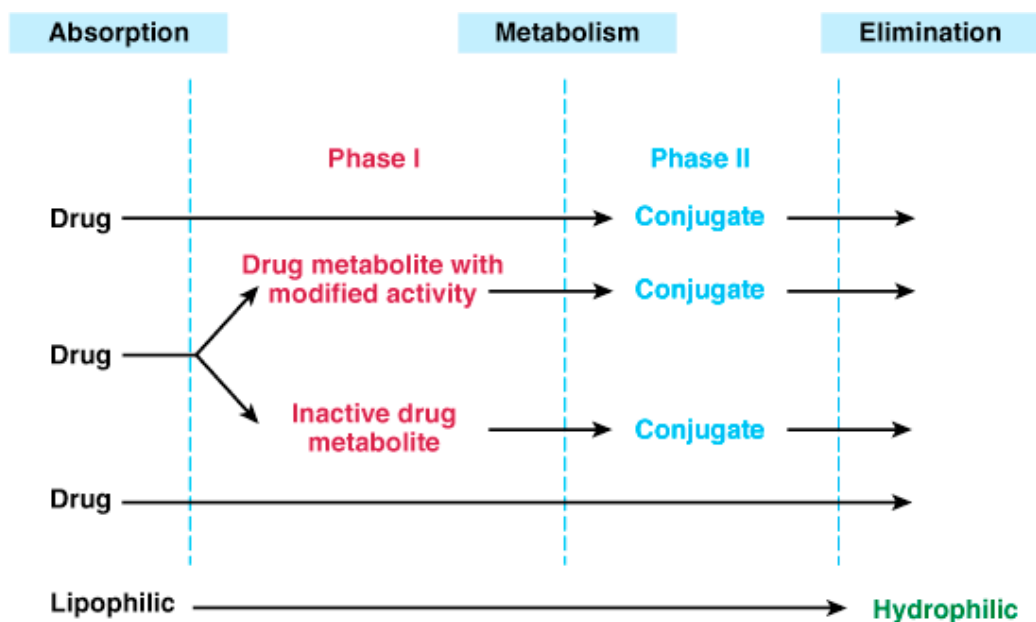 Absorption
Metabolism
Elimination
Phase I
Phase II
Drug
Conjugate
Drug metabolite with
modified activity
Conjugate
Drug
Inactive drug
metabolite
Conjugate
Drug
Lipophilic
Hydrophilic